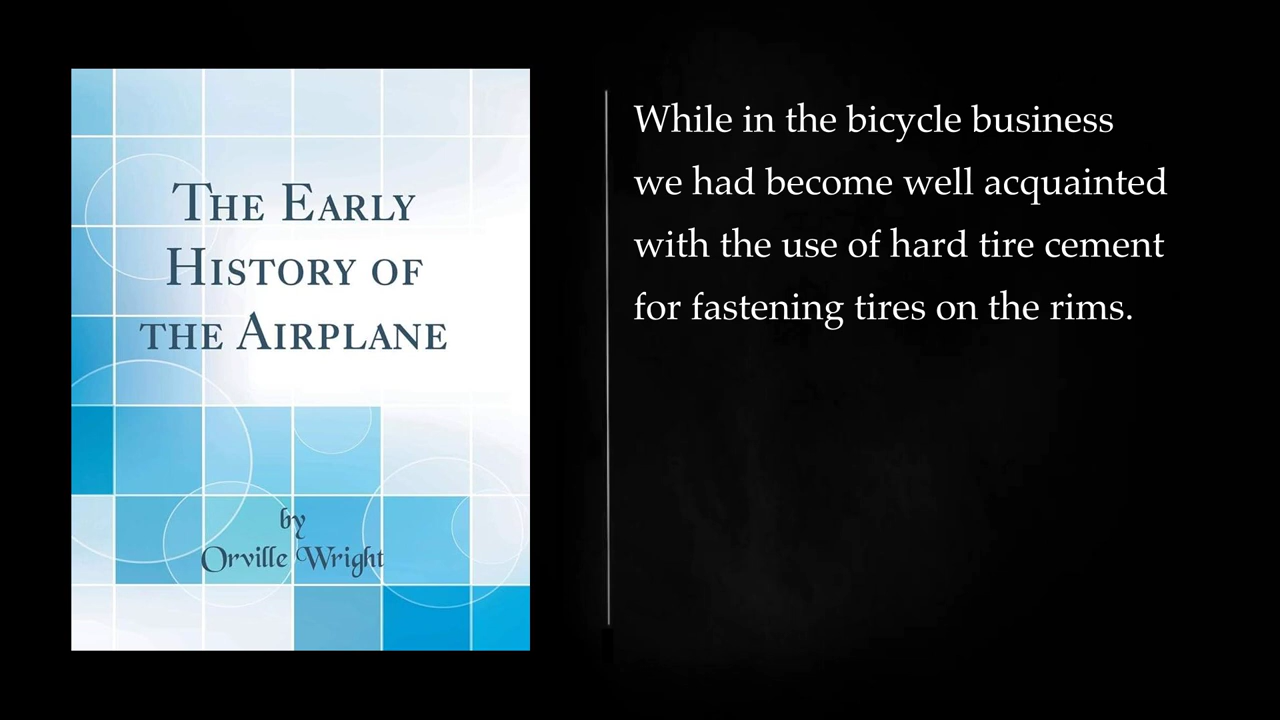 The Early
History of
the Airplane
by
Orville Wright
While in the bicycle business
we had become well acquainted
with the use of hard tire cement
for fastening tires on the rims.